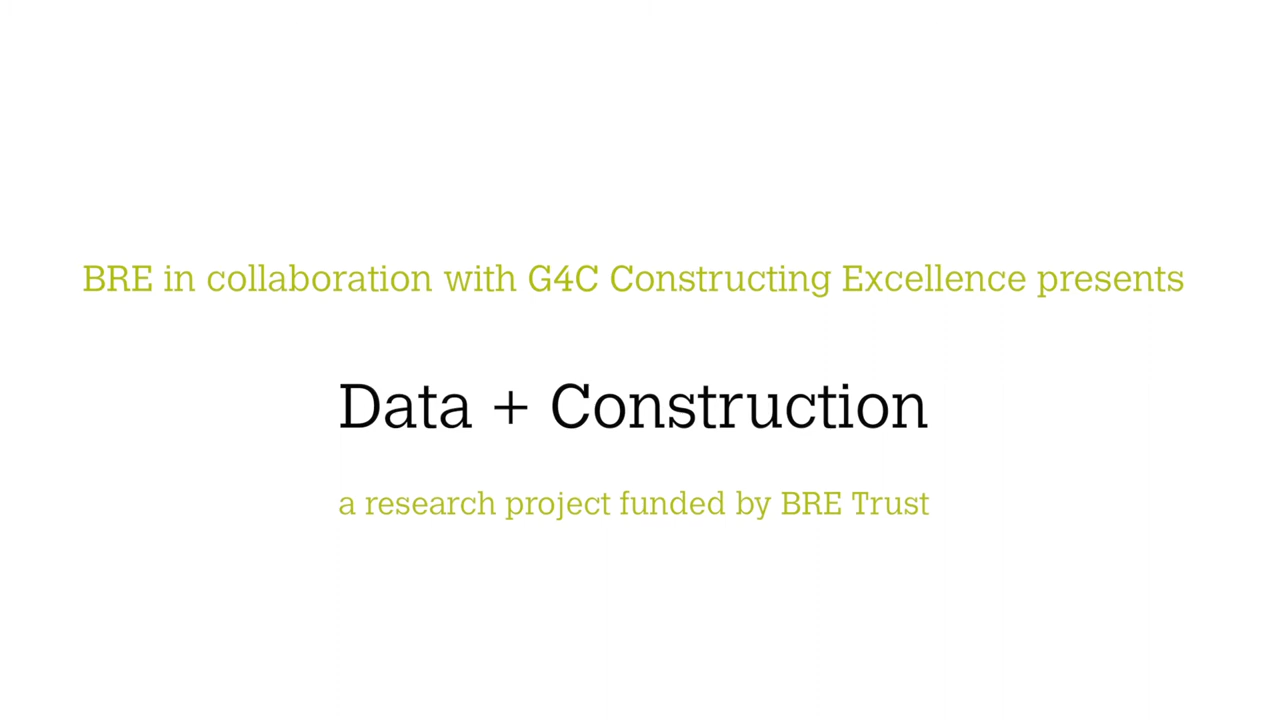 BRE in collaboration with G4C Constructing Excellence presents
Data + Construction
a research project funded by BRE Trust